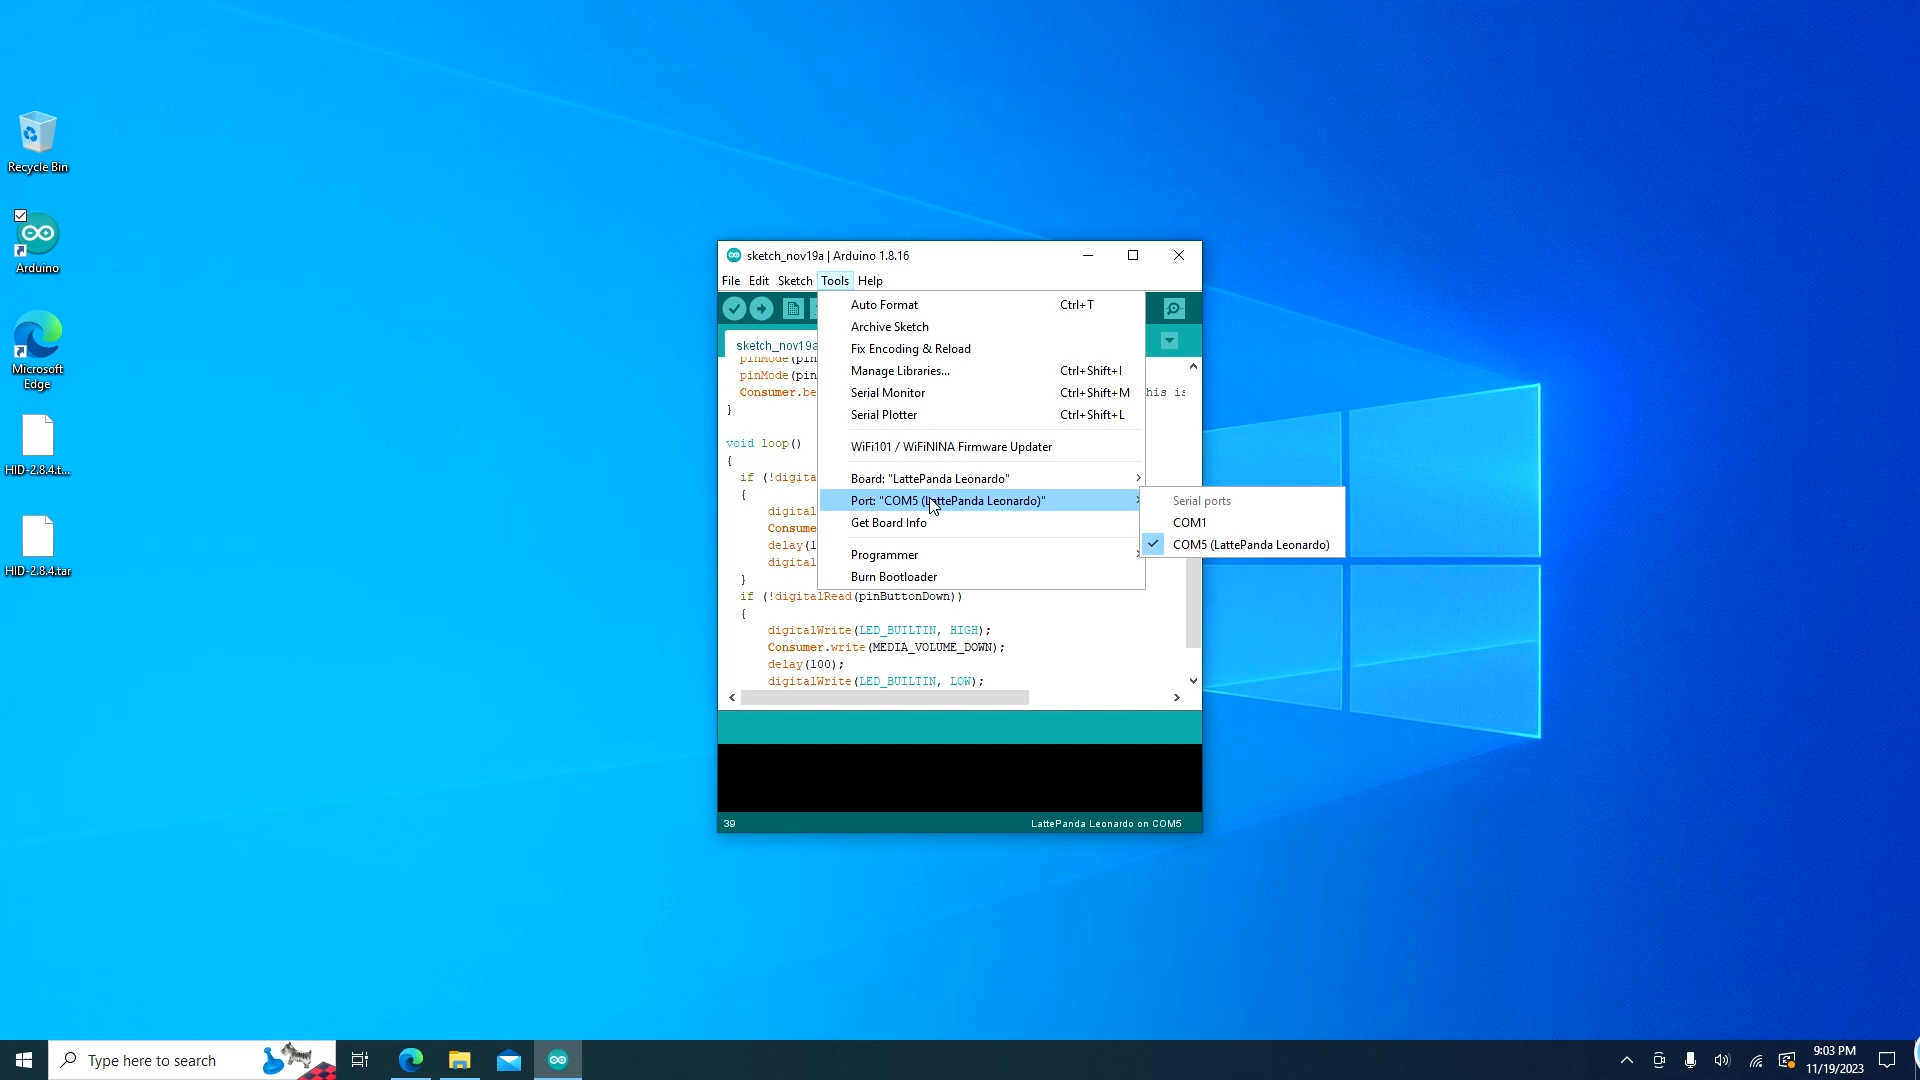 Recycle Bin
Arduino
Microsoft
Edge
HID-2.8.4.t...
HID-2.8.4.tar
sketch_nov19a | Arduino 1.8.16
File Edit Sketch Tools Help
sketch_nov19a
pinMode(pin
pinMode(pin
Consumer.be
his is
}
void loop()
{
if (!digita
{
digital
Consume
delay(1
digital
}
if (!digitalRead(pinButtonDown))
{
digitalWrite(LED_BUILTIN, HIGH);
Consumer.write(MEDIA_VOLUME_DOWN);
delay(100);
digitalWrite(LED_BUILTIN, LOW);
Auto Format Ctrl+T
Archive Sketch
Fix Encoding & Reload
Manage Libraries... Ctrl+Shift+I
Serial Monitor Ctrl+Shift+M
Serial Plotter Ctrl+Shift+L
WiFi101 / WiFiNINA Firmware Updater
Board: "LattePanda Leonardo"
Port: "COM5 (LattePanda Leonardo)"
Get Board Info
Programmer
Burn Bootloader
Serial ports
COM1
COM5 (LattePanda Leonardo)
39
LattePanda Leonardo on COM5
Type here to search
9:03 PM
11/19/2023